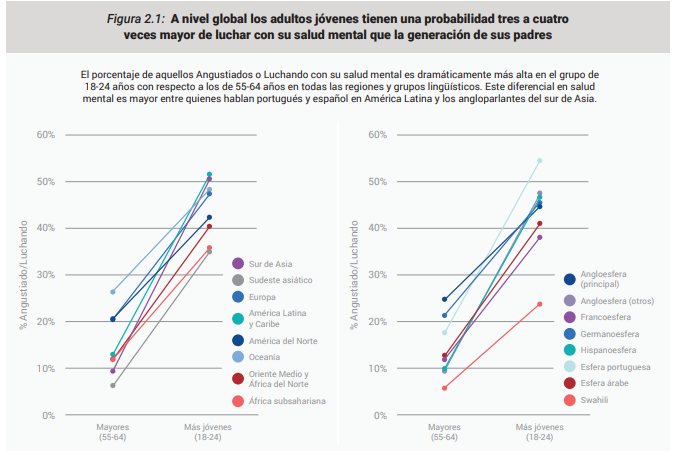 Figura 2.1: A nivel global los adultos jóvenes tienen una probabilidad tres a cuatro
veces mayor de luchar con su salud mental que la generación de sus padres
El porcentaje de aquellos Angustiados o Luchando con su salud mental es dramáticamente más alta en el grupo de
18-24 años con respecto a los de 55-64 años en todas las regiones y grupos lingüísticos. Este diferencial en salud
mental es mayor entre quienes hablan portugués y español en América Latina y los angloparlantes del sur de Asia.
% Angustiado/Luchando
60%
50%
40%
30%
20%
10%
0%
Mayores
(55-64)
Más jóvenes
(18-24)
Sur de Asia
Sudeste asiático
Europa
América Latina
y Caribe
América del Norte
Oceanía
Oriente Medio y
África del Norte
África subsahariana
% Angustiado/Luchando
60%
50%
40%
30%
20%
10%
0%
Mayores
(55-64)
Más jóvenes
(18-24)
Angloesfera
(principal)
Angloesfera (otros)
Francoesfera
Germanoesfera
Hispanoesfera
Esfera portuguesa
Esfera árabe
Swahili